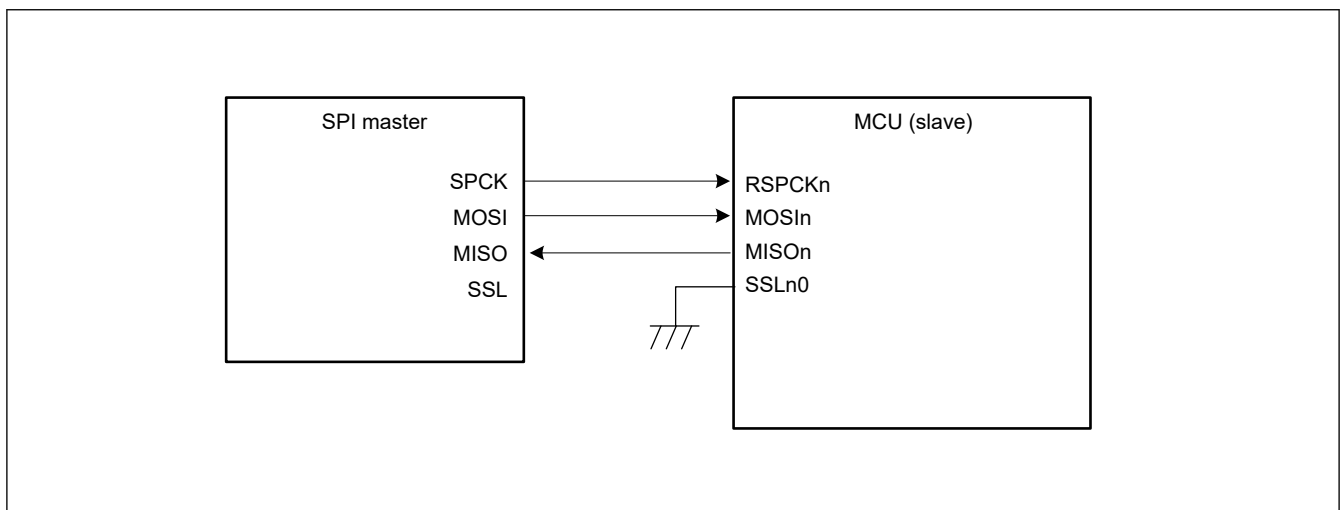 SPI master
SPCK
MOSI
MISO
SSL
MCU (slave)
RSPCKn
MOSIn
MISOn
SSLn0